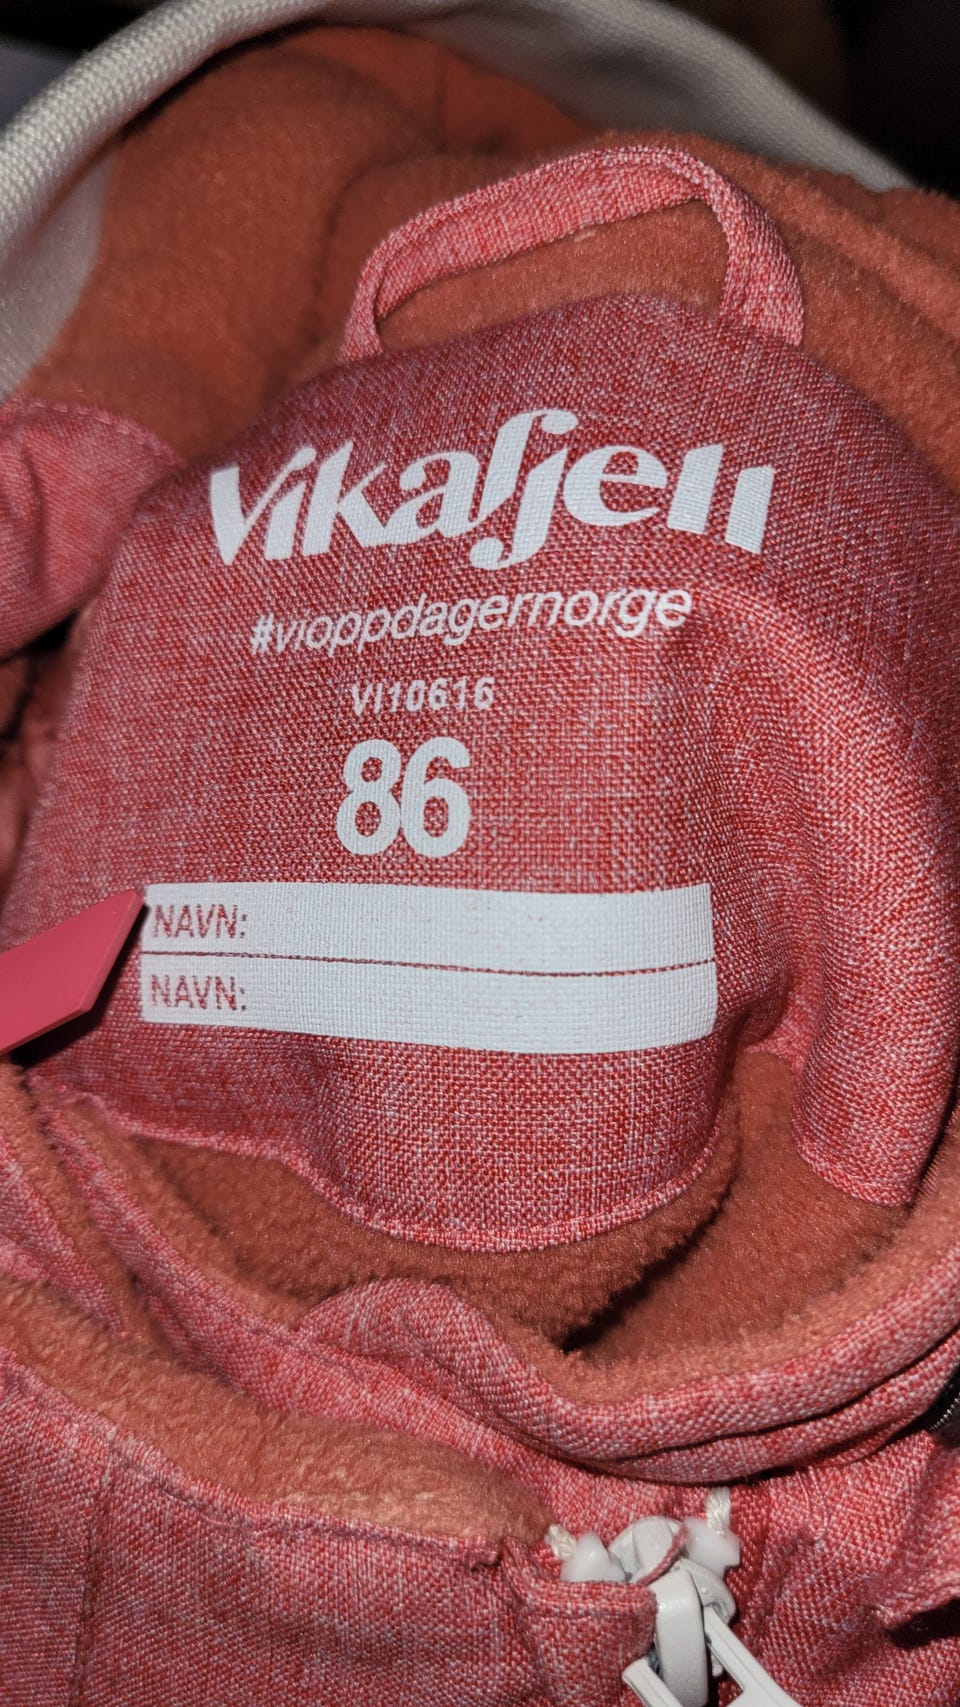 Vikafjell
#vioppdagernorge
VI10616
86
NAVN:
NAVN: